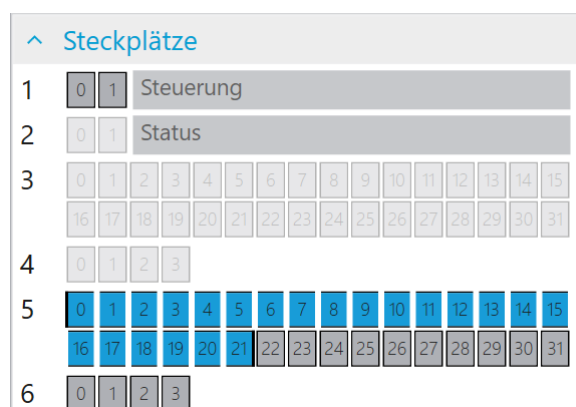 Steckplätze
1 0 1 Steuerung
2 0 1 Status
3 0 1 2 3 4 5 6 7 8 9 10 11 12 13 14 15
16 17 18 19 20 21 22 23 24 25 26 27 28 29 30 31
4 0 1 2 3
5 0 1 2 3 4 5 6 7 8 9 10 11 12 13 14 15
16 17 18 19 20 21 22 23 24 25 26 27 28 29 30 31
6 0 1 2 3